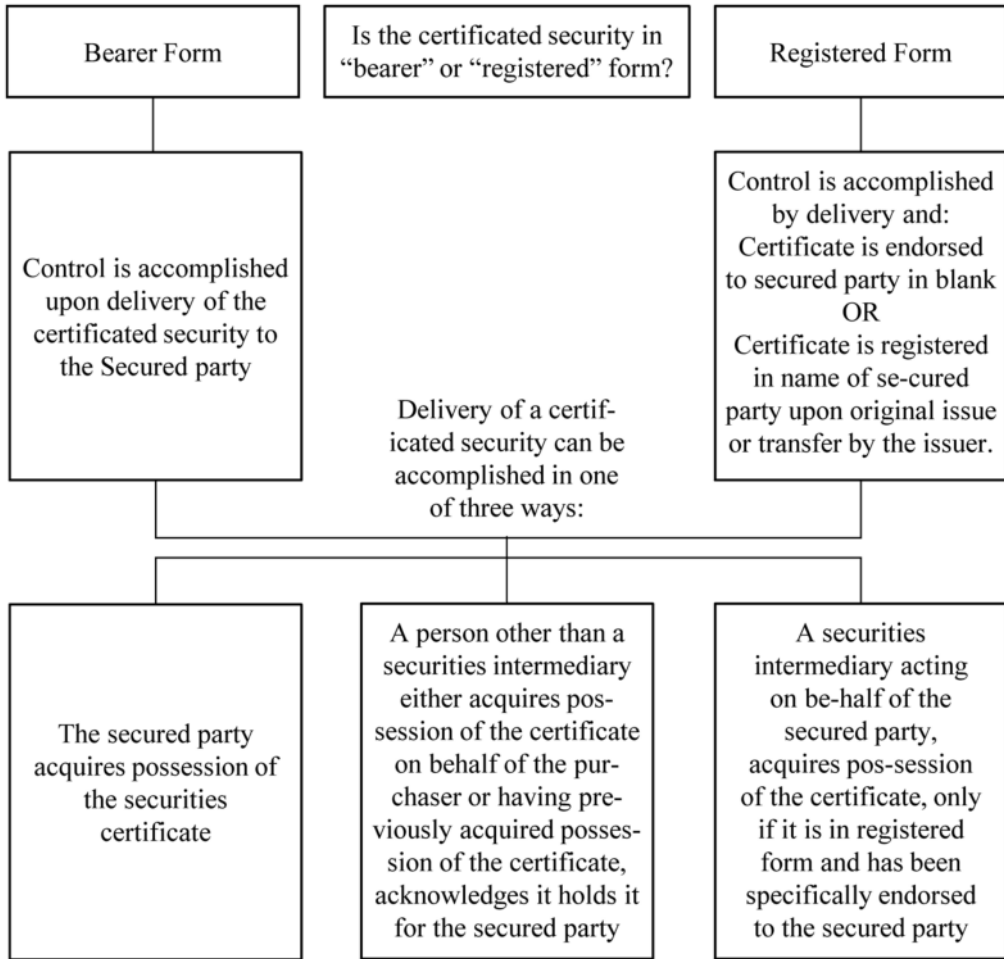 Bearer Form
Is the certificated security in
“bearer” or “registered” form?
Registered Form
Control is accomplished
upon delivery of the
certificated security to
the Secured party
Control is accomplished
by delivery and:
Certificate is endorsed
to secured party in blank
OR
Certificate is registered
in name of se-cured
party upon original issue
or transfer by the issuer.
Delivery of a certif-
icated security can be
accomplished in one
of three ways:
The secured party
acquires possession of
the securities
certificate
A person other than a
securities intermediary
either acquires pos-
session of the certificate
on behalf of the pur-
chaser or having pre-
viously acquired posses-
sion of the certificate,
acknowledges it holds it
for the secured party
A securities
intermediary acting
on be-half of the
secured party,
acquires pos-session
of the certificate, only
if it is in registered
form and has been
specifically endorsed
to the secured party